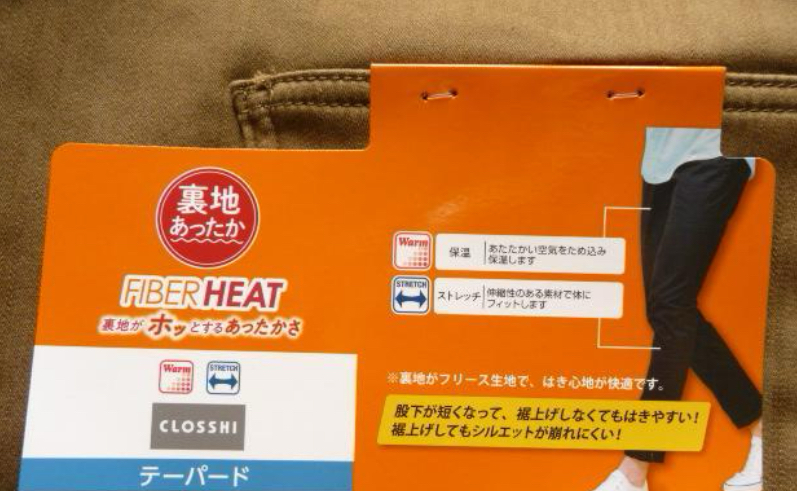 裏地
あったか
FIBER HEAT
裏地がホッとするあったかさ
Warm
STRETCH
CLOSSHI
テーパード
Warm
保温
あたたかい空気をため込み
保温します
STRETCH
ストレッチ
伸縮性のある素材で体に
フィットします
※裏地がフリース生地で、はき心地が快適です。
股下が短くなって、裾上げしなくてもはきやすい!
裾上げしてもシルエットが崩れにくい!